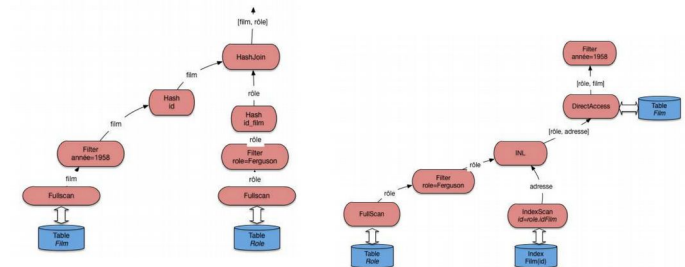 [film, rôle]
HashJoin
film
rôle
Hash
id
Hash
id_film
film
rôle
Filter
année=1958
Filter
role=Ferguson
film
rôle
Fullscan
Fullscan
Table
Film
Table
Role
Filter
année=1958
[rôle, film]
DirectAccess
Table
Film
[rôle, adresse]
INL
rôle
Filter
role=Ferguson
rôle
adresse
FullScan
IndexScan
id=role.idFilm
Table
Role
Index
Film(id)